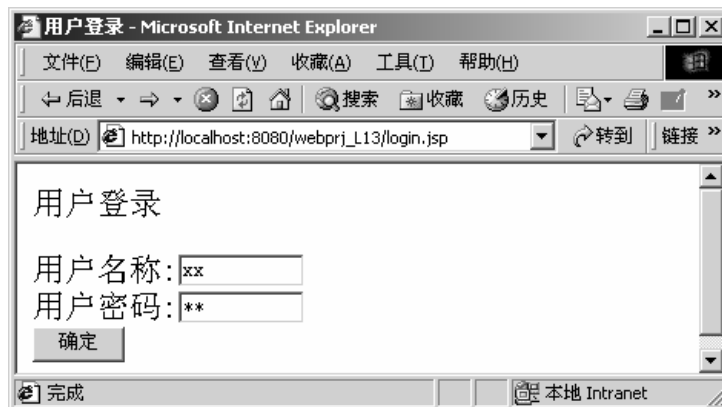 用户登录 - Microsoft Internet Explorer
文件(F) 编辑(E) 查看(V) 收藏(A) 工具(T) 帮助(H)
后退 搜索 收藏 历史 »
地址(D) http://localhost:8080/webprj_L13/login.jsp 转到 链接 »
用户登录
用户名称:xx
用户密码:**
确定
完成 本地 Intranet